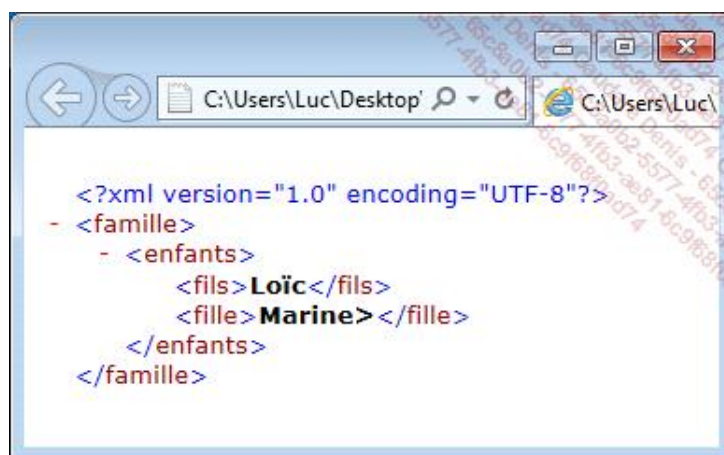 C:\Users\Luc\Desktop'
C:\Users\Luc\
<?xml version="1.0" encoding="UTF-8"?>
- <famille>
- <enfants>
<fils>Loïc</fils>
<fille>Marine></fille>
</enfants>
</famille>